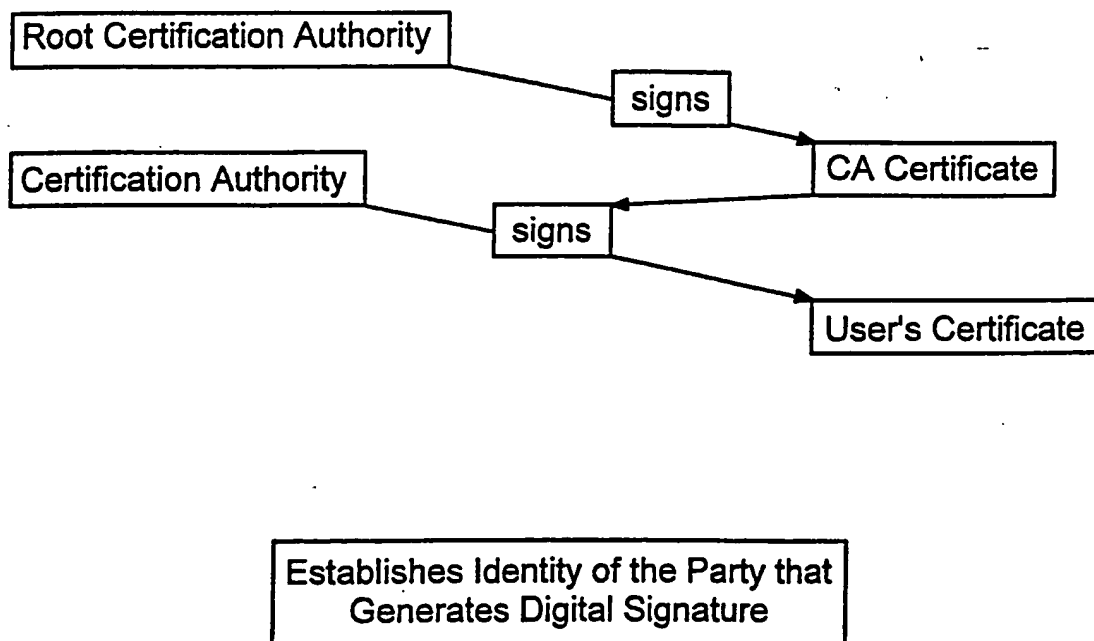 Root Certification Authority
signs
CA Certificate
Certification Authority
signs
User's Certificate
Establishes Identity of the Party that
Generates Digital Signature